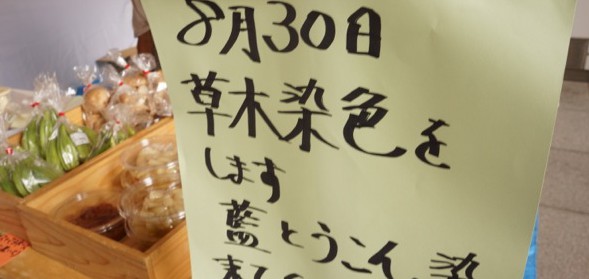 8月30日
草木染色を
します
藍とうこん染